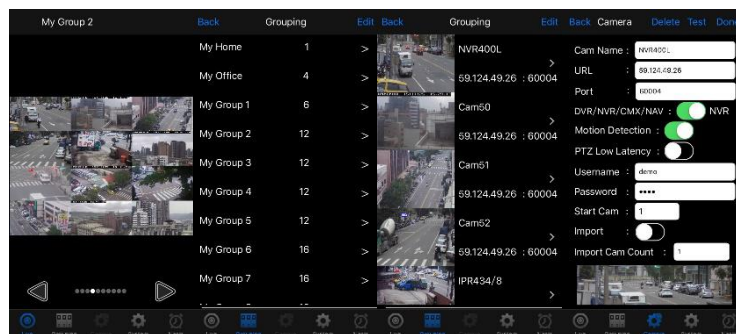 My Group 2
Back Grouping Edit
My Home 1 >
My Office 4 >
My Group 1 6 >
My Group 2 12 >
My Group 3 12 >
My Group 4 12 >
My Group 5 12 >
My Group 6 16 >
My Group 7 16 >
Back Grouping Edit
NVR400L
59.124.49.26 : 60004
Cam50
59.124.49.26 : 60004
Cam51
59.124.49.26 : 60004
Cam52
59.124.49.26 : 60004
IPR434/8
Back Camera Delete Test Done
Cam Name : NVR400L
URL : 59.124.49.26
Port : 60004
DVR/NVR/CMX/NAV : NVR
Motion Detection :
PTZ Low Latency :
Username : demo
Password : ••••
Start Cam : 1
Import :
Import Cam Count : 1